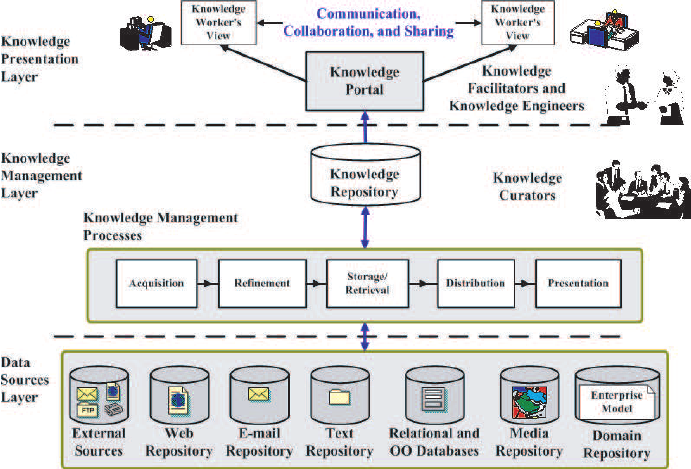 Knowledge
Worker's
View
Communication,
Collaboration, and Sharing
Knowledge
Worker's
View
Knowledge
Presentation
Layer
Knowledge
Portal
Knowledge
Facilitators and
Knowledge Engineers
Knowledge
Management
Layer
Knowledge
Repository
Knowledge
Curators
Knowledge Management
Processes
Acquisition
Refinement
Storage/
Retrieval
Distribution
Presentation
Data
Sources
Layer
FTP
External
Sources
Web
Repository
E-mail
Repository
Text
Repository
Relational and
OO Databases
Media
Repository
Enterprise
Model
Domain
Repository